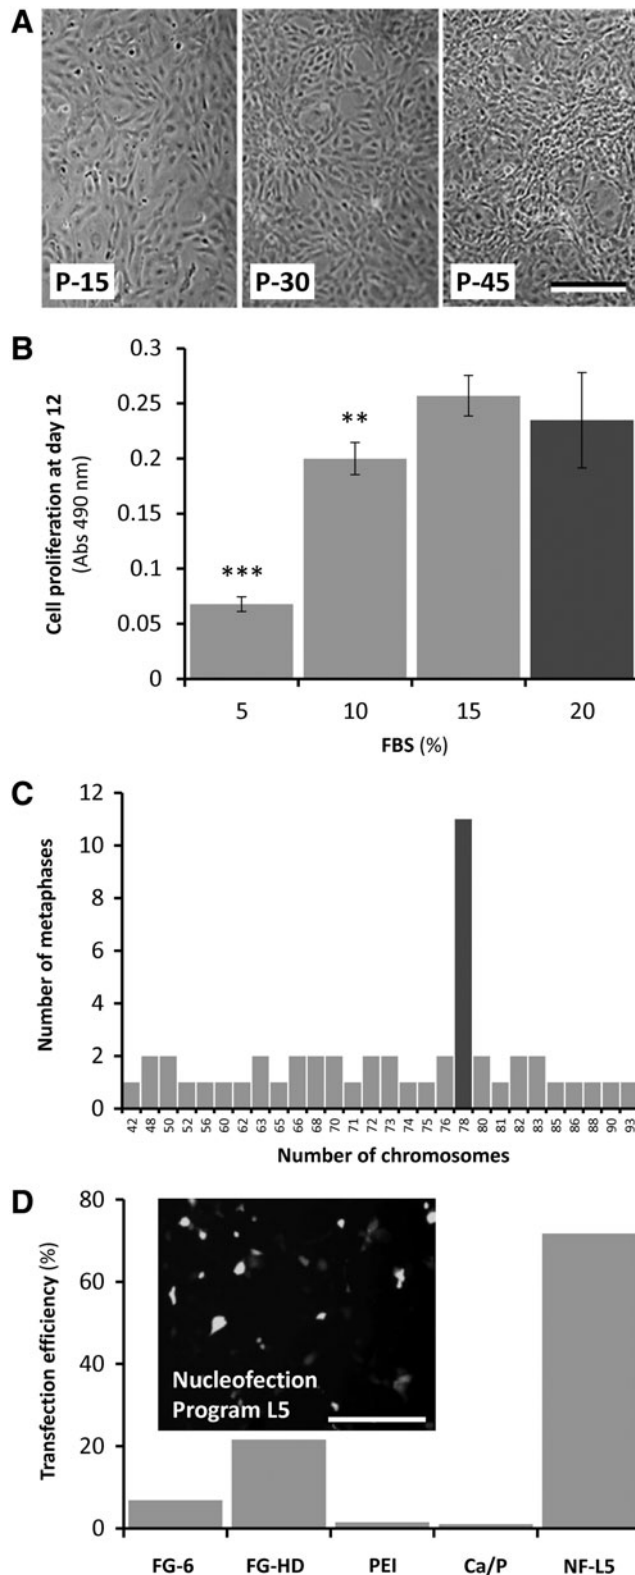 A
P-15
P-30
P-45
B
Cell proliferation at day 12
(Abs 490 nm)
0.3
0.25
0.2
0.15
0.1
0.05
0
***
**
5 10 15 20
FBS (%)
C
Number of metaphases
12
10
8
6
4
2
0
42 48 50 52 56 60 62 63 65 66 68 70 71 72 73 74 75 76 78 80 81 82 83 85 86 88 90 93
Number of chromosomes
D
Transfection efficiency (%)
80
60
40
20
0
Nucleofection
Program L5
FG-6 FG-HD PEI Ca/P NF-L5